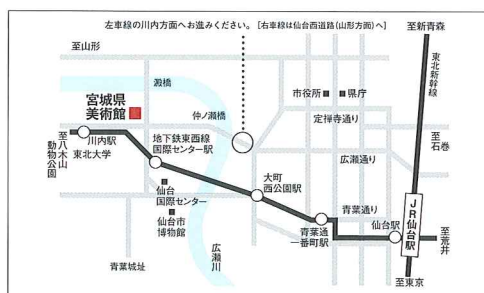 左車線の川内方面へお進みください。[右車線は仙台西道路(山形方面)へ]
至新青森
至山形
東北新幹線
澱橋
市役所
県庁
宮城県
美術館
仲ノ瀬橋
定禅寺通り
至八木山
動物公園
川内駅
東北大学
地下鉄東西線
国際センター駅
広瀬通り
至石巻
大町
西公園駅
仙台
国際センター
仙台市
博物館
青葉通り
仙台駅
JR仙台駅
至荒井
青葉通
一番町駅
広瀬川
青葉城址
至東京